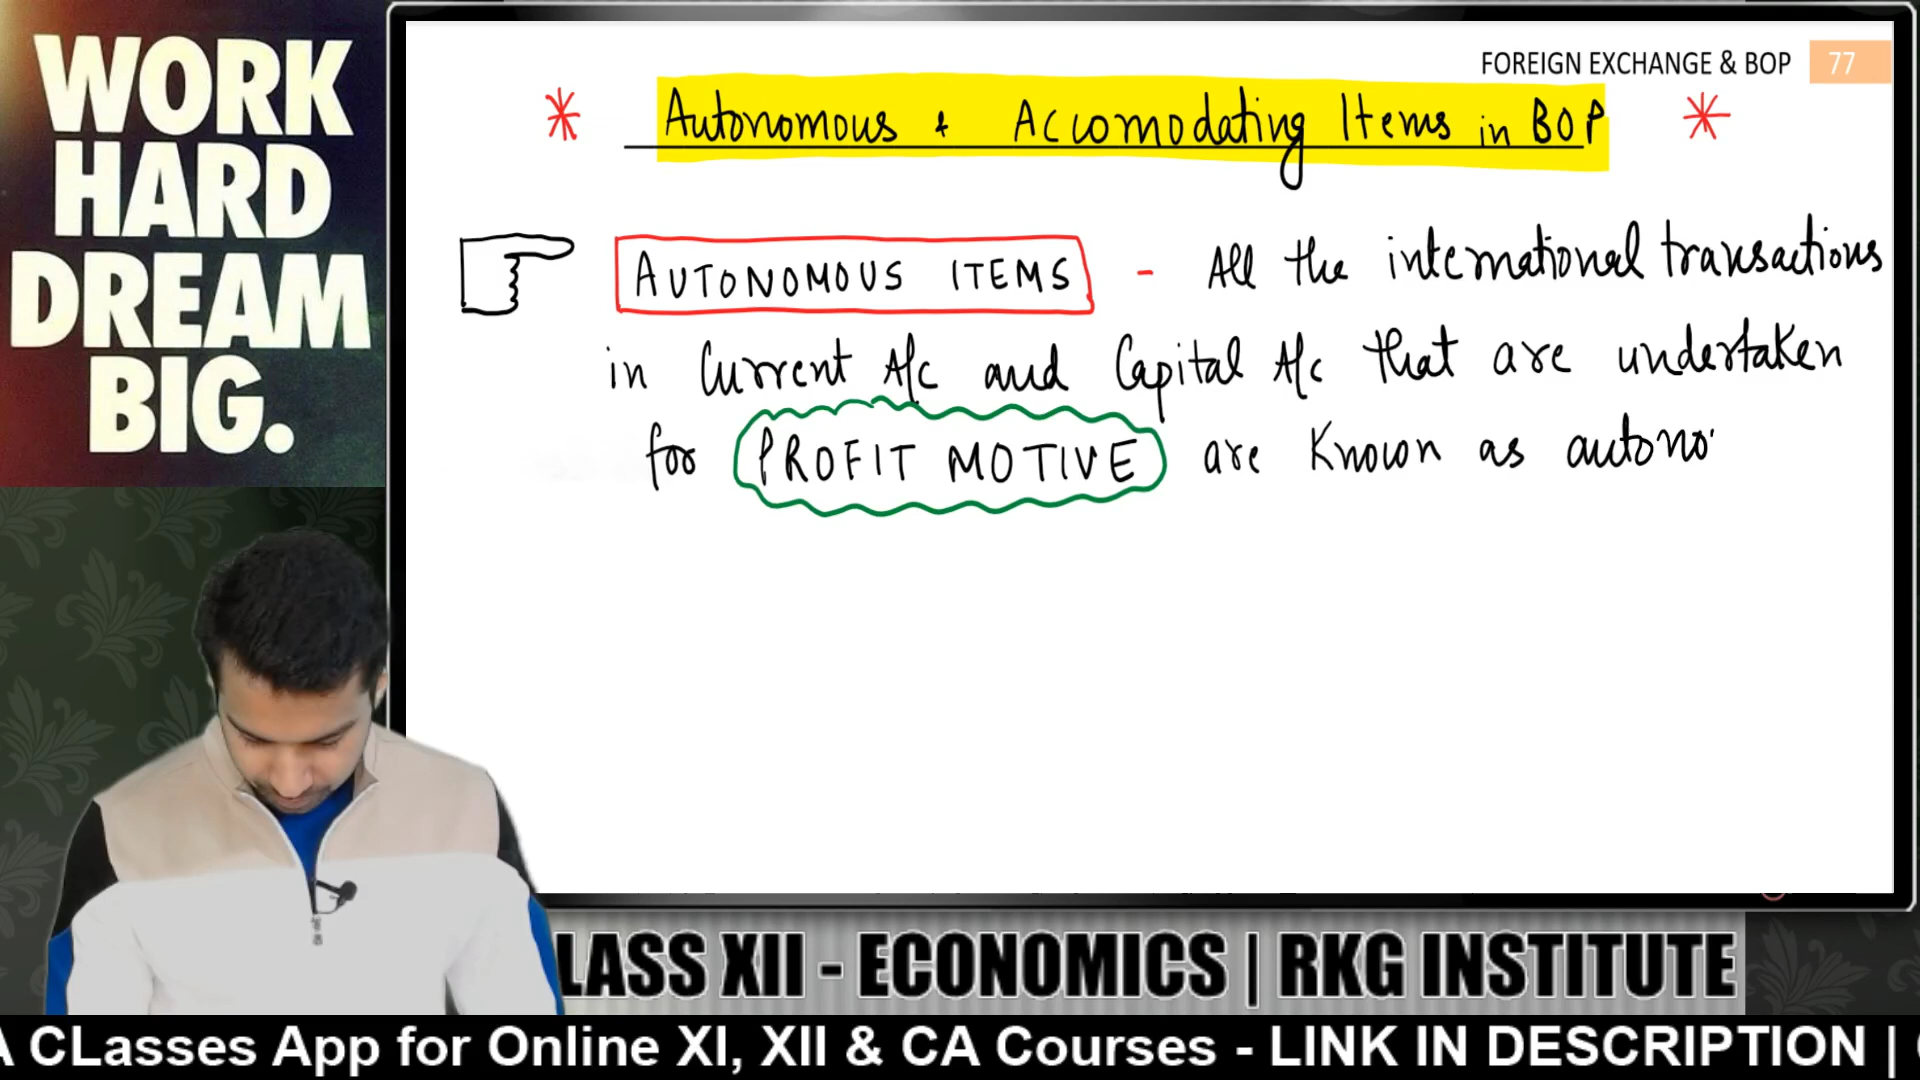 WORK
HARD
DREAM
BIG.
FOREIGN EXCHANGE & BOP 77
* Autonomous & Accomodating Items in BOP *
AUTONOMOUS ITEMS - All the international transactions
in Current A/c and Capital A/c that are undertaken
for PROFIT MOTIVE are known as autono
LASS XII - ECONOMICS | RKG INSTITUTE
A CLasses App for Online XI, XII & CA Courses - LINK IN DESCRIPTION |